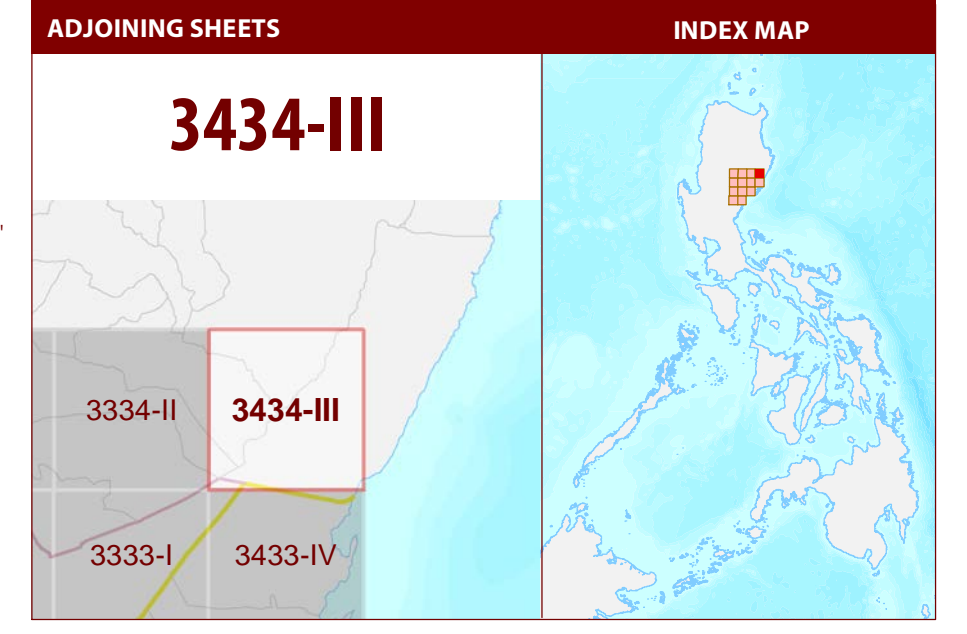 ADJOINING SHEETS
INDEX MAP
3434-III
3334-II
3434-III
3333-I
3433-IV